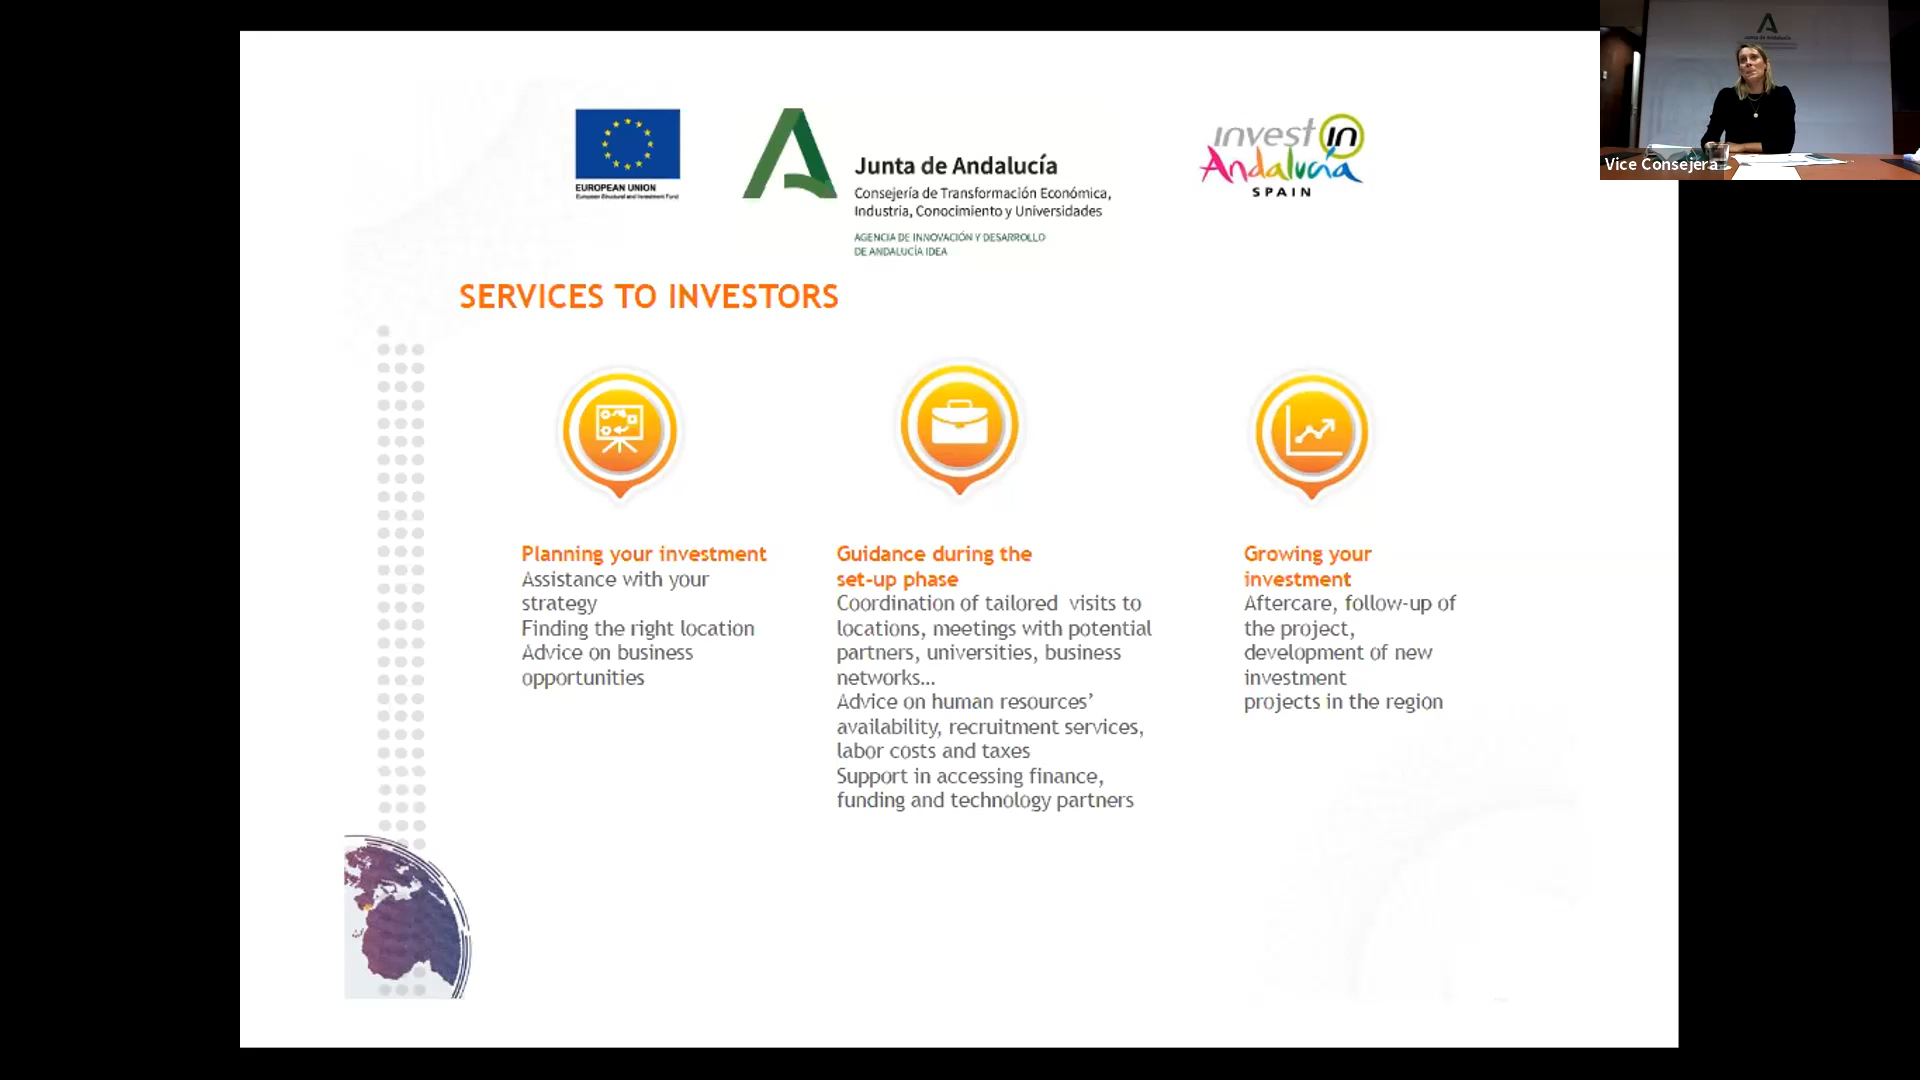 EUROPEAN UNION
European Structural and Investment Fund
Junta de Andalucía
Consejería de Transformación Económica,
Industria, Conocimiento y Universidades
AGENCIA DE INNOVACIÓN Y DESARROLLO
DE ANDALUCÍA IDEA
invest in
Andalucía
SPAIN
Junta de Andalucía
Vice Consejera
SERVICES TO INVESTORS
Planning your investment
Assistance with your
strategy
Finding the right location
Advice on business
opportunities
Guidance during the
set-up phase
Coordination of tailored visits to
locations, meetings with potential
partners, universities, business
networks...
Advice on human resources’
availability, recruitment services,
labor costs and taxes
Support in accessing finance,
funding and technology partners
Growing your
investment
Aftercare, follow-up of
the project,
development of new
investment
projects in the region